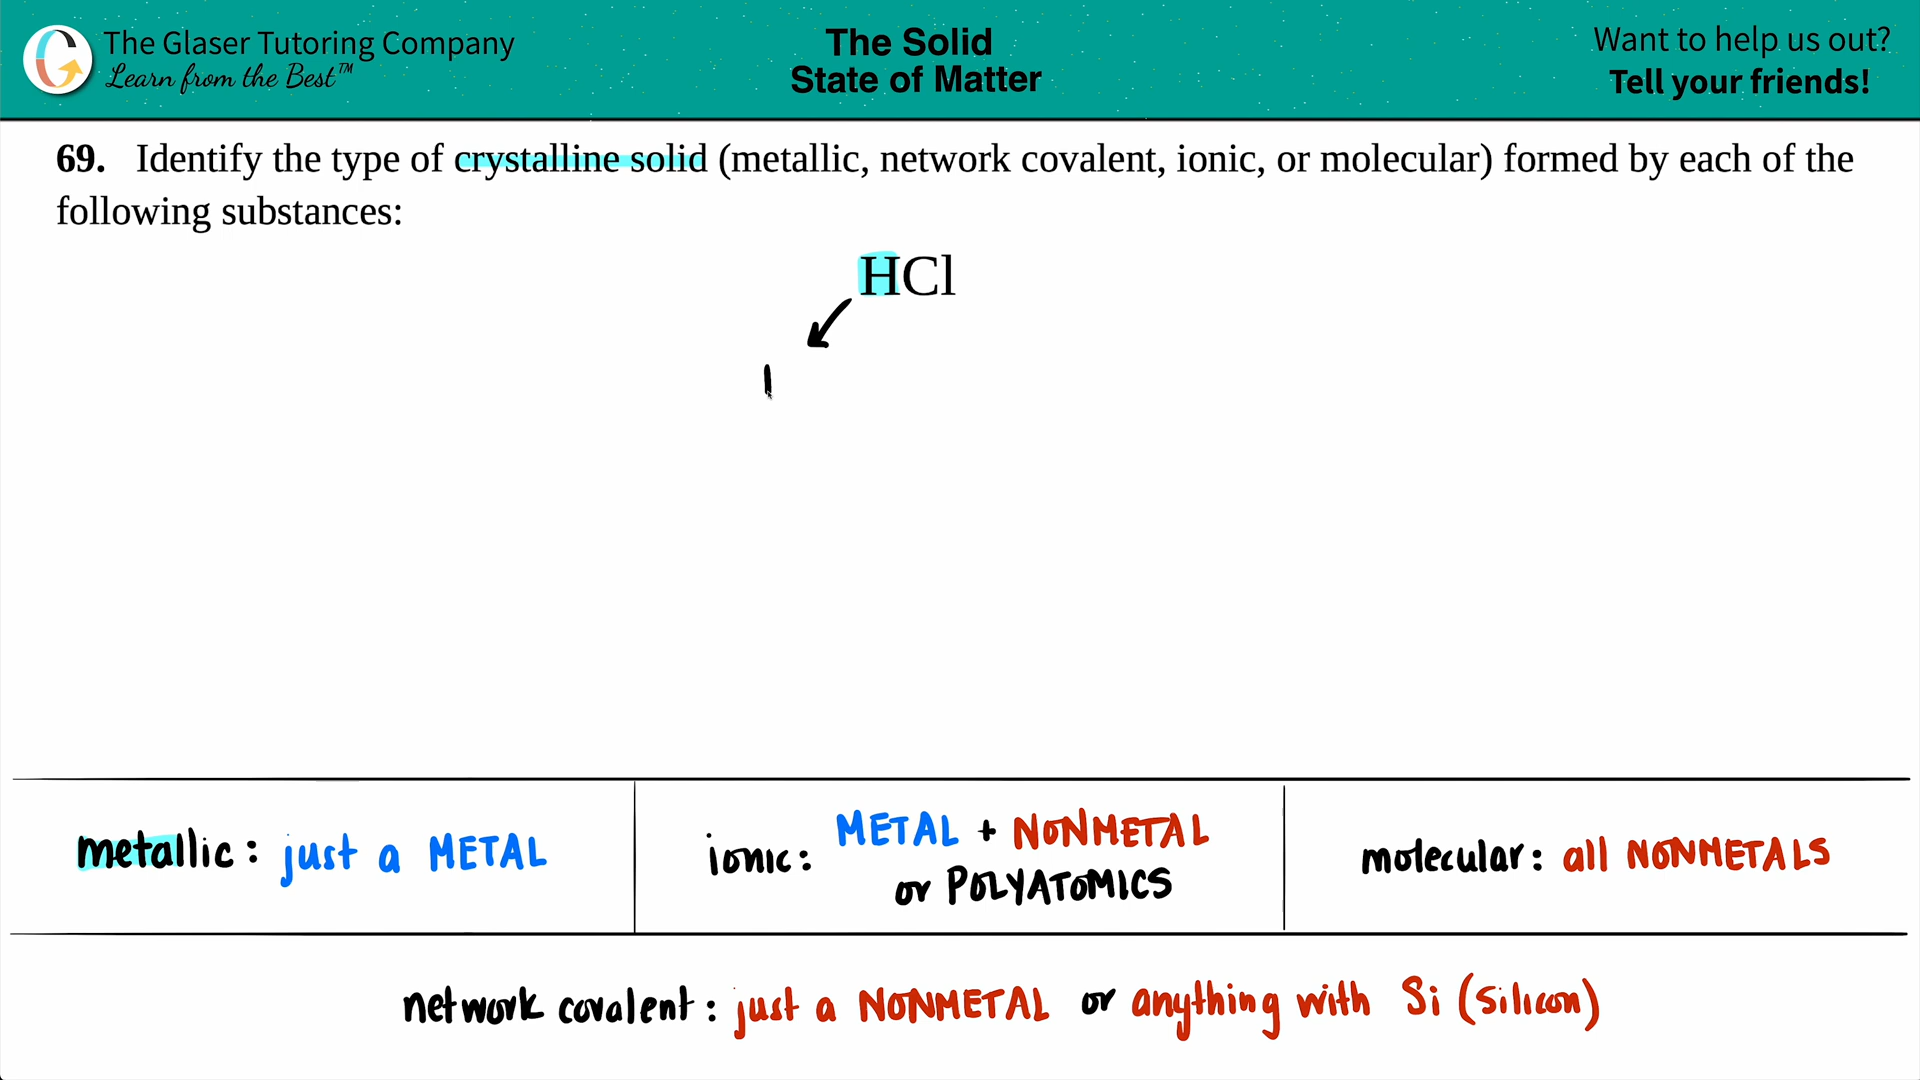 The Glaser Tutoring Company
Learn from the Best™
The Solid
State of Matter
Want to help us out?
Tell your friends!
69. Identify the type of crystalline solid (metallic, network covalent, ionic, or molecular) formed by each of the
following substances:
HCl
metallic: just a METAL
ionic: METAL + NONMETAL
or POLYATOMICS
molecular: all NONMETALS
network covalent: just a NONMETAL or anything with Si (silicon)